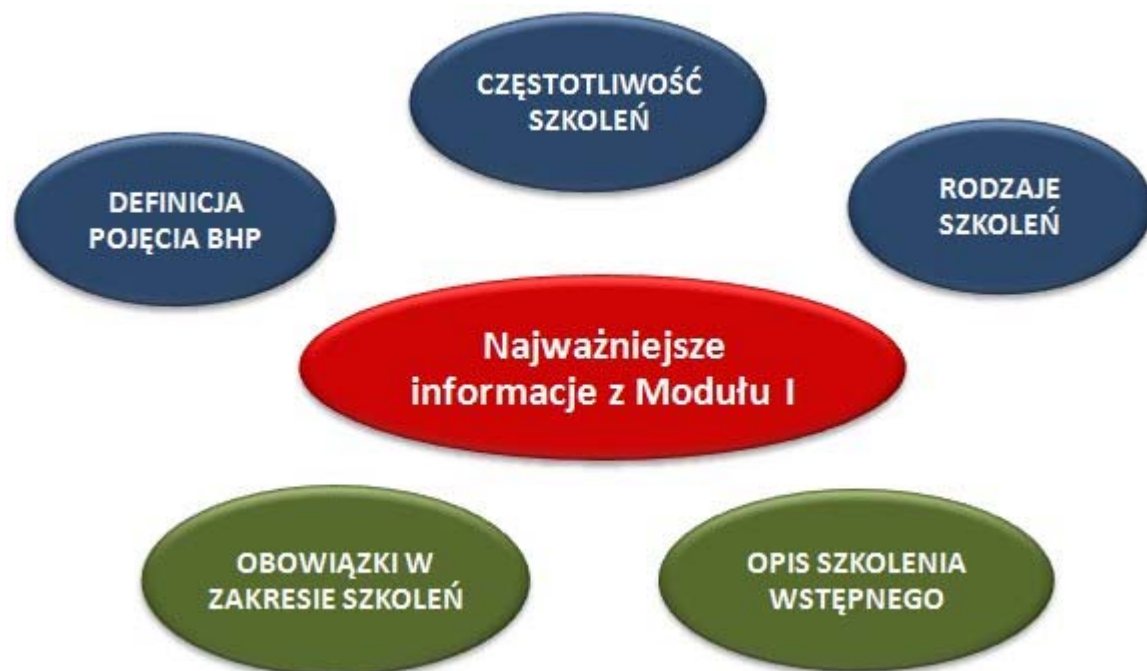 CZĘSTOTLIWOŚĆ
SZKOLEŃ
DEFINICJA
POJĘCIA BHP
RODZAJE
SZKOLEŃ
Najważniejsze
informacje z Modułu I
OBOWIĄZKI W
ZAKRESIE SZKOLEŃ
OPIS SZKOLENIA
WSTĘPNEGO